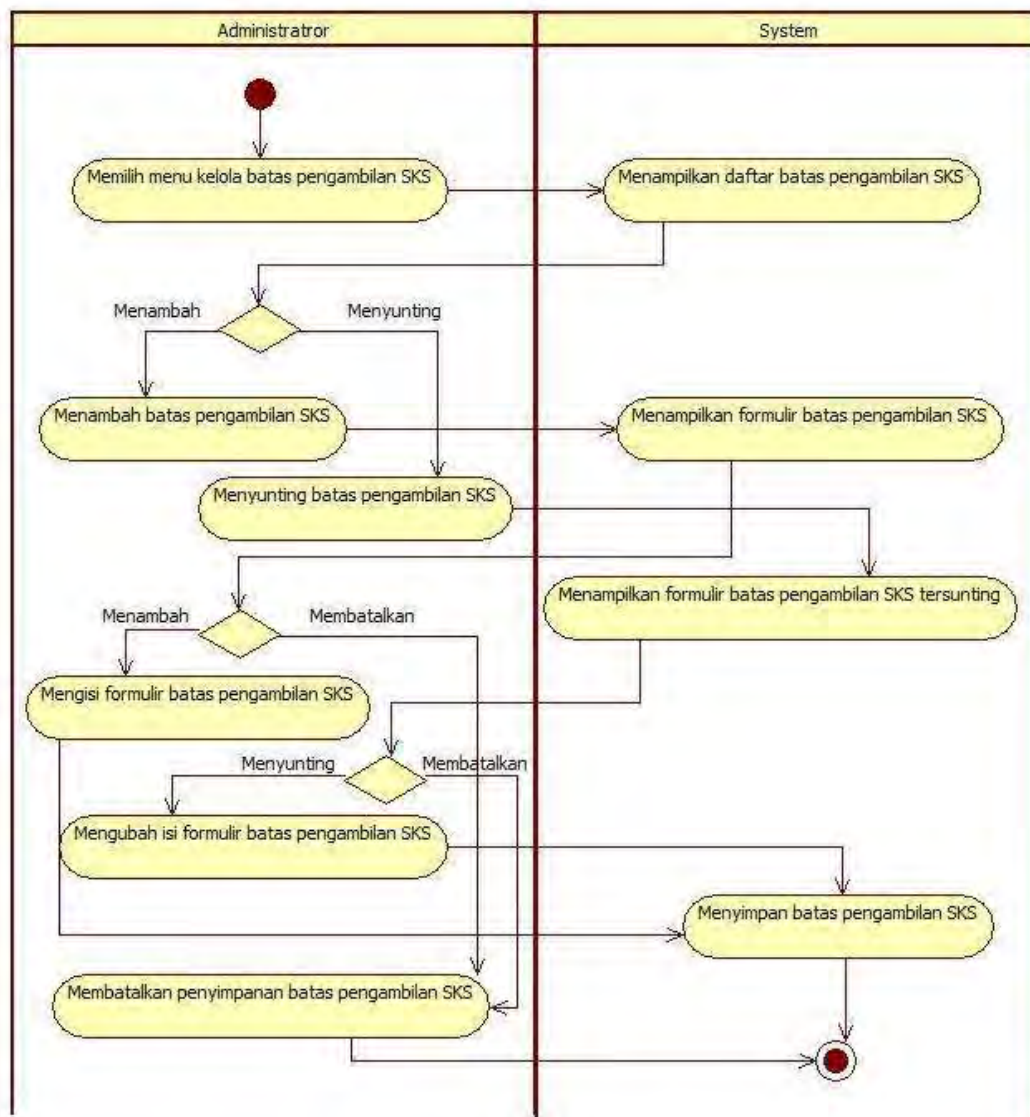 Administratror
System
Memilih menu kelola batas pengambilan SKS
Menampilkan daftar batas pengambilan SKS
Menambah
Menyunting
Menambah batas pengambilan SKS
Menampilkan formulir batas pengambilan SKS
Menyunting batas pengambilan SKS
Menampilkan formulir batas pengambilan SKS tersunting
Menambah
Membatalkan
Mengisi formulir batas pengambilan SKS
Menyunting
Membatalkan
Mengubah isi formulir batas pengambilan SKS
Menyimpan batas pengambilan SKS
Membatalkan penyimpanan batas pengambilan SKS